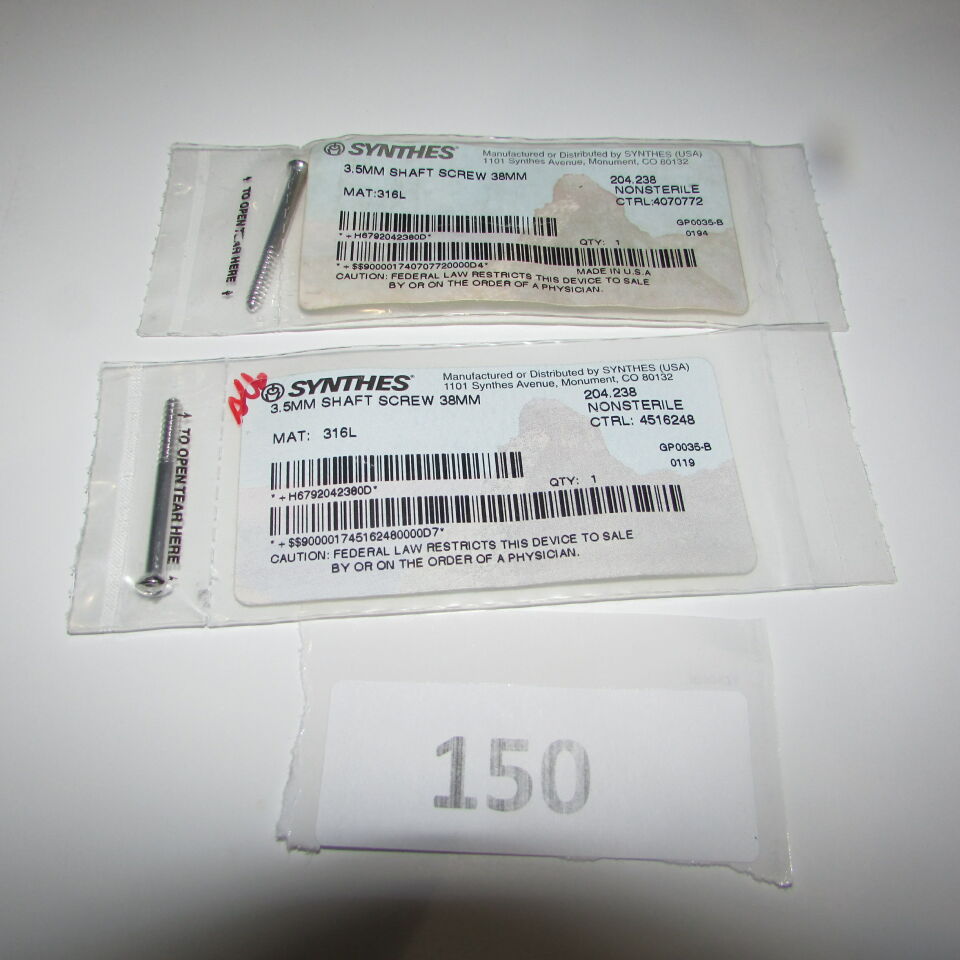 SYNTHES®
Manufactured or Distributed by SYNTHES (USA)
1101 Synthes Avenue, Monument, CO 80132
3.5MM SHAFT SCREW 38MM
204.238
NONSTERILE
MAT:316L
CTRL:4070772
GP0035-B
0194
*+H6792042380D*
QTY: 1
*+$$900001740707720000D4*
MADE IN U.S.A
CAUTION: FEDERAL LAW RESTRICTS THIS DEVICE TO SALE
BY OR ON THE ORDER OF A PHYSICIAN.
TO OPEN TEAR HERE
SYNTHES®
Manufactured or Distributed by SYNTHES (USA)
1101 Synthes Avenue, Monument, CO 80132
3.5MM SHAFT SCREW 38MM
204.238
NONSTERILE
MAT: 316L
CTRL: 4516248
GP0035-B
0119
*+H6792042380D*
QTY: 1
*+$$900001745162480000D7*
CAUTION: FEDERAL LAW RESTRICTS THIS DEVICE TO SALE
BY OR ON THE ORDER OF A PHYSICIAN.
TO OPEN TEAR HERE
150